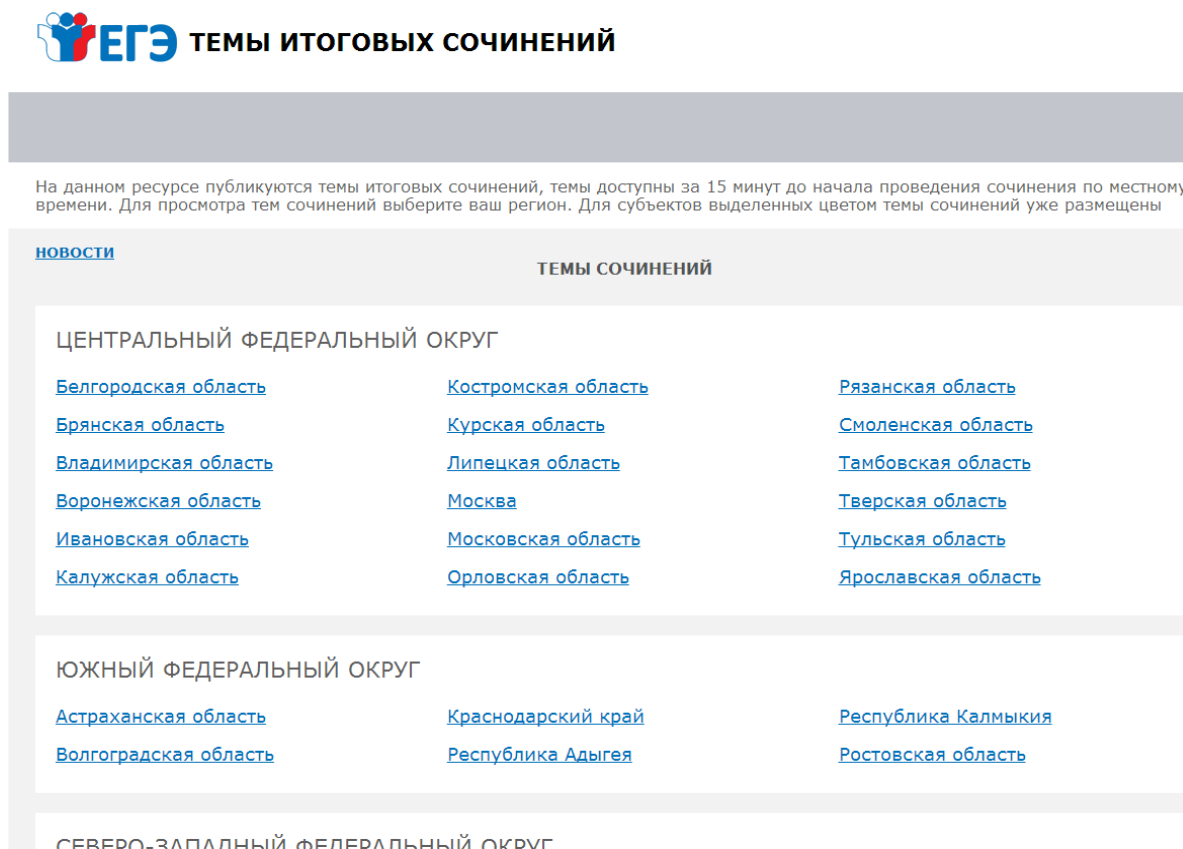 ЕГЭ ТЕМЫ ИТОГОВЫХ СОЧИНЕНИЙ
На данном ресурсе публикуются темы итоговых сочинений, темы доступны за 15 минут до начала проведения сочинения по местному
времени. Для просмотра тем сочинений выберите ваш регион. Для субъектов выделенных цветом темы сочинений уже размещены
НОВОСТИ
ТЕМЫ СОЧИНЕНИЙ
ЦЕНТРАЛЬНЫЙ ФЕДЕРАЛЬНЫЙ ОКРУГ
Белгородская область Костромская область Рязанская область
Брянская область Курская область Смоленская область
Владимирская область Липецкая область Тамбовская область
Воронежская область Москва Тверская область
Ивановская область Московская область Тульская область
Калужская область Орловская область Ярославская область
ЮЖНЫЙ ФЕДЕРАЛЬНЫЙ ОКРУГ
Астраханская область Краснодарский край Республика Калмыкия
Волгоградская область Республика Адыгея Ростовская область
СЕВЕРО-ЗАПАДНЫЙ ФЕДЕРАЛЬНЫЙ ОКРУГ